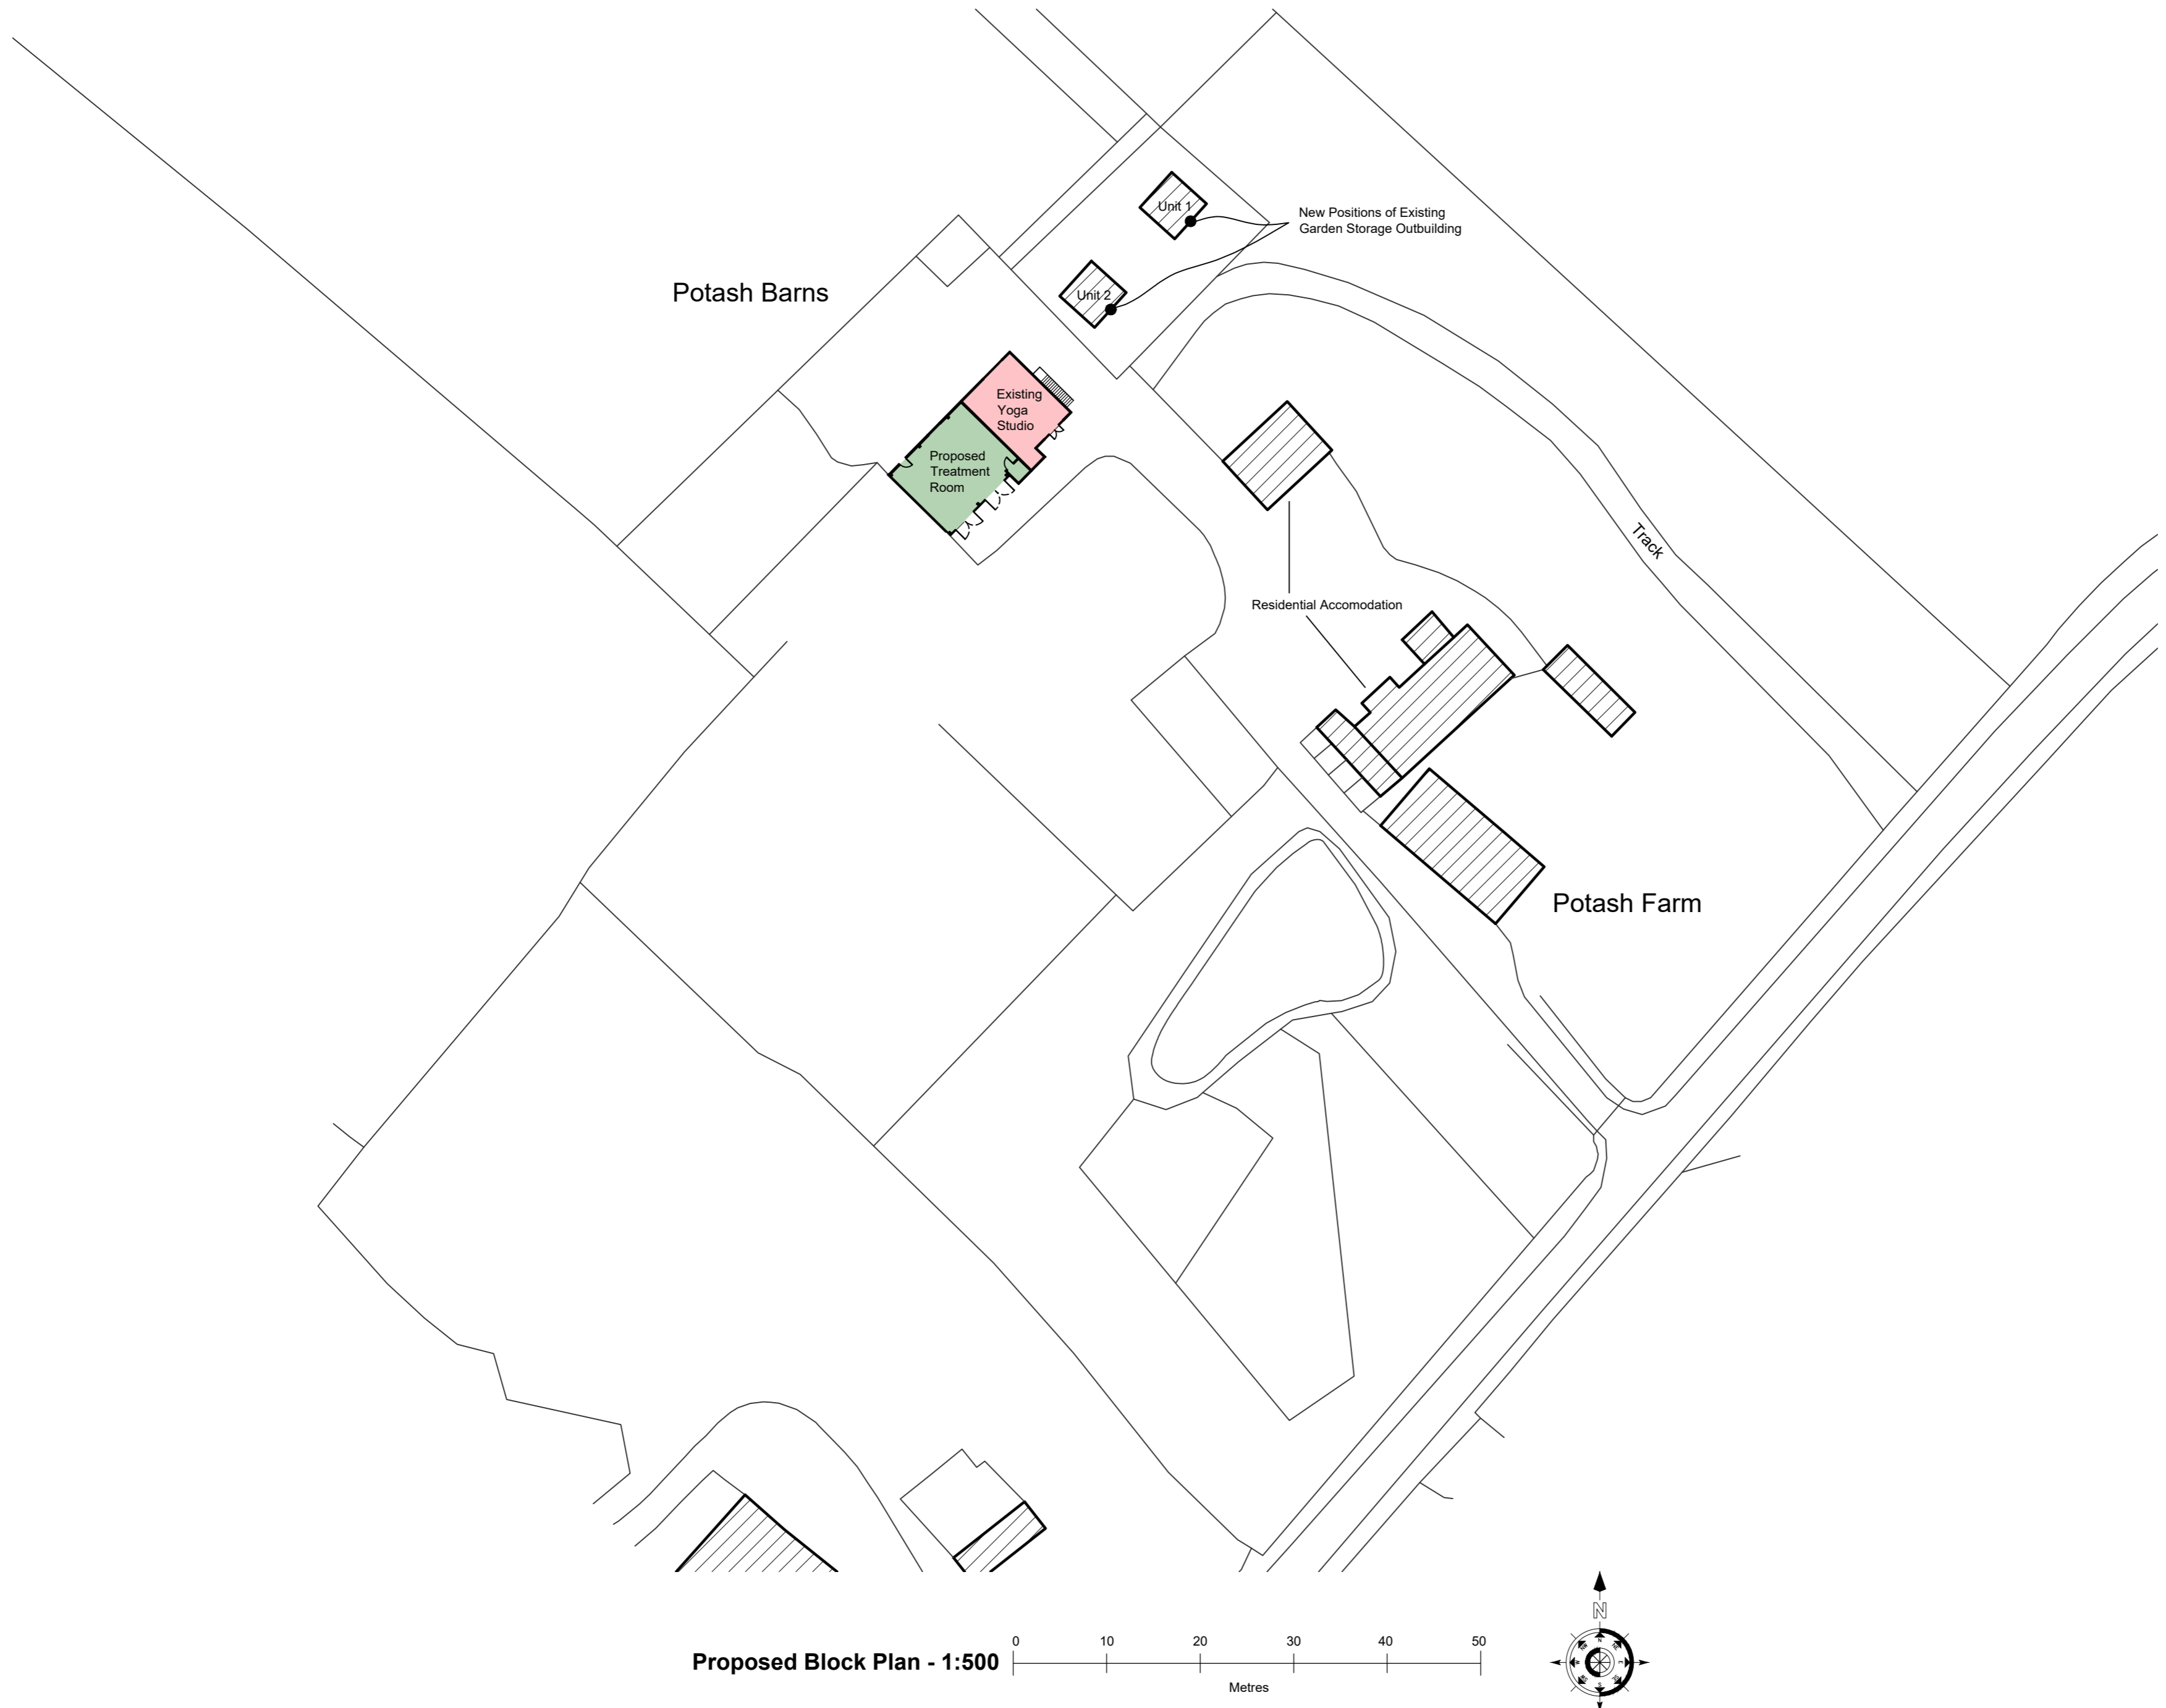 Unit 1
New Positions of Existing
Garden Storage Outbuilding
Potash Barns
Unit 2
Existing
Yoga
Studio
Proposed
Treatment
Room
Track
Residential Accomodation
Potash Farm
N
0 10 20 30 40 50
Proposed Block Plan - 1:500
Metres